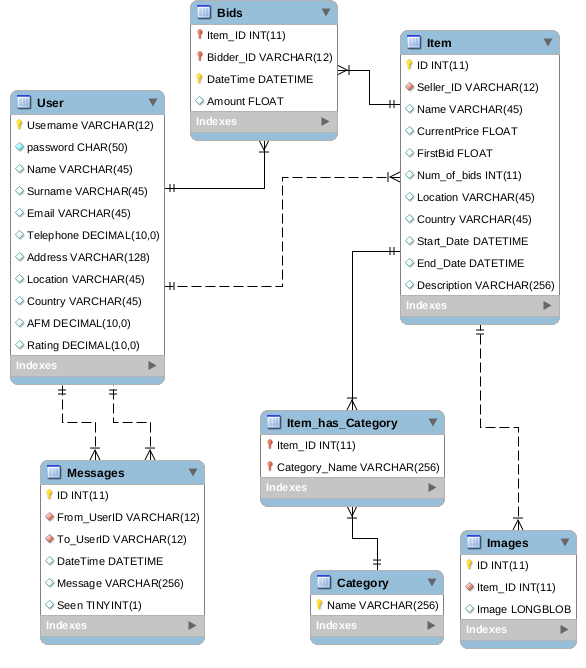 Bids
Item_ID INT(11)
Bidder_ID VARCHAR(12)
DateTime DATETIME
Amount FLOAT
Indexes
Item
ID INT(11)
Seller_ID VARCHAR(12)
Name VARCHAR(45)
CurrentPrice FLOAT
FirstBid FLOAT
Num_of_bids INT(11)
Location VARCHAR(45)
Country VARCHAR(45)
Start_Date DATETIME
End_Date DATETIME
Description VARCHAR(256)
Indexes
User
Username VARCHAR(12)
password CHAR(50)
Name VARCHAR(45)
Surname VARCHAR(45)
Email VARCHAR(45)
Telephone DECIMAL(10,0)
Address VARCHAR(128)
Location VARCHAR(45)
Country VARCHAR(45)
AFM DECIMAL(10,0)
Rating DECIMAL(10,0)
Indexes
Item_has_Category
Item_ID INT(11)
Category_Name VARCHAR(256)
Indexes
Messages
ID INT(11)
From_UserID VARCHAR(12)
To_UserID VARCHAR(12)
DateTime DATETIME
Message VARCHAR(256)
Seen TINYINT(1)
Indexes
Category
Name VARCHAR(256)
Indexes
Images
ID INT(11)
Item_ID INT(11)
Image LONGBLOB
Indexes